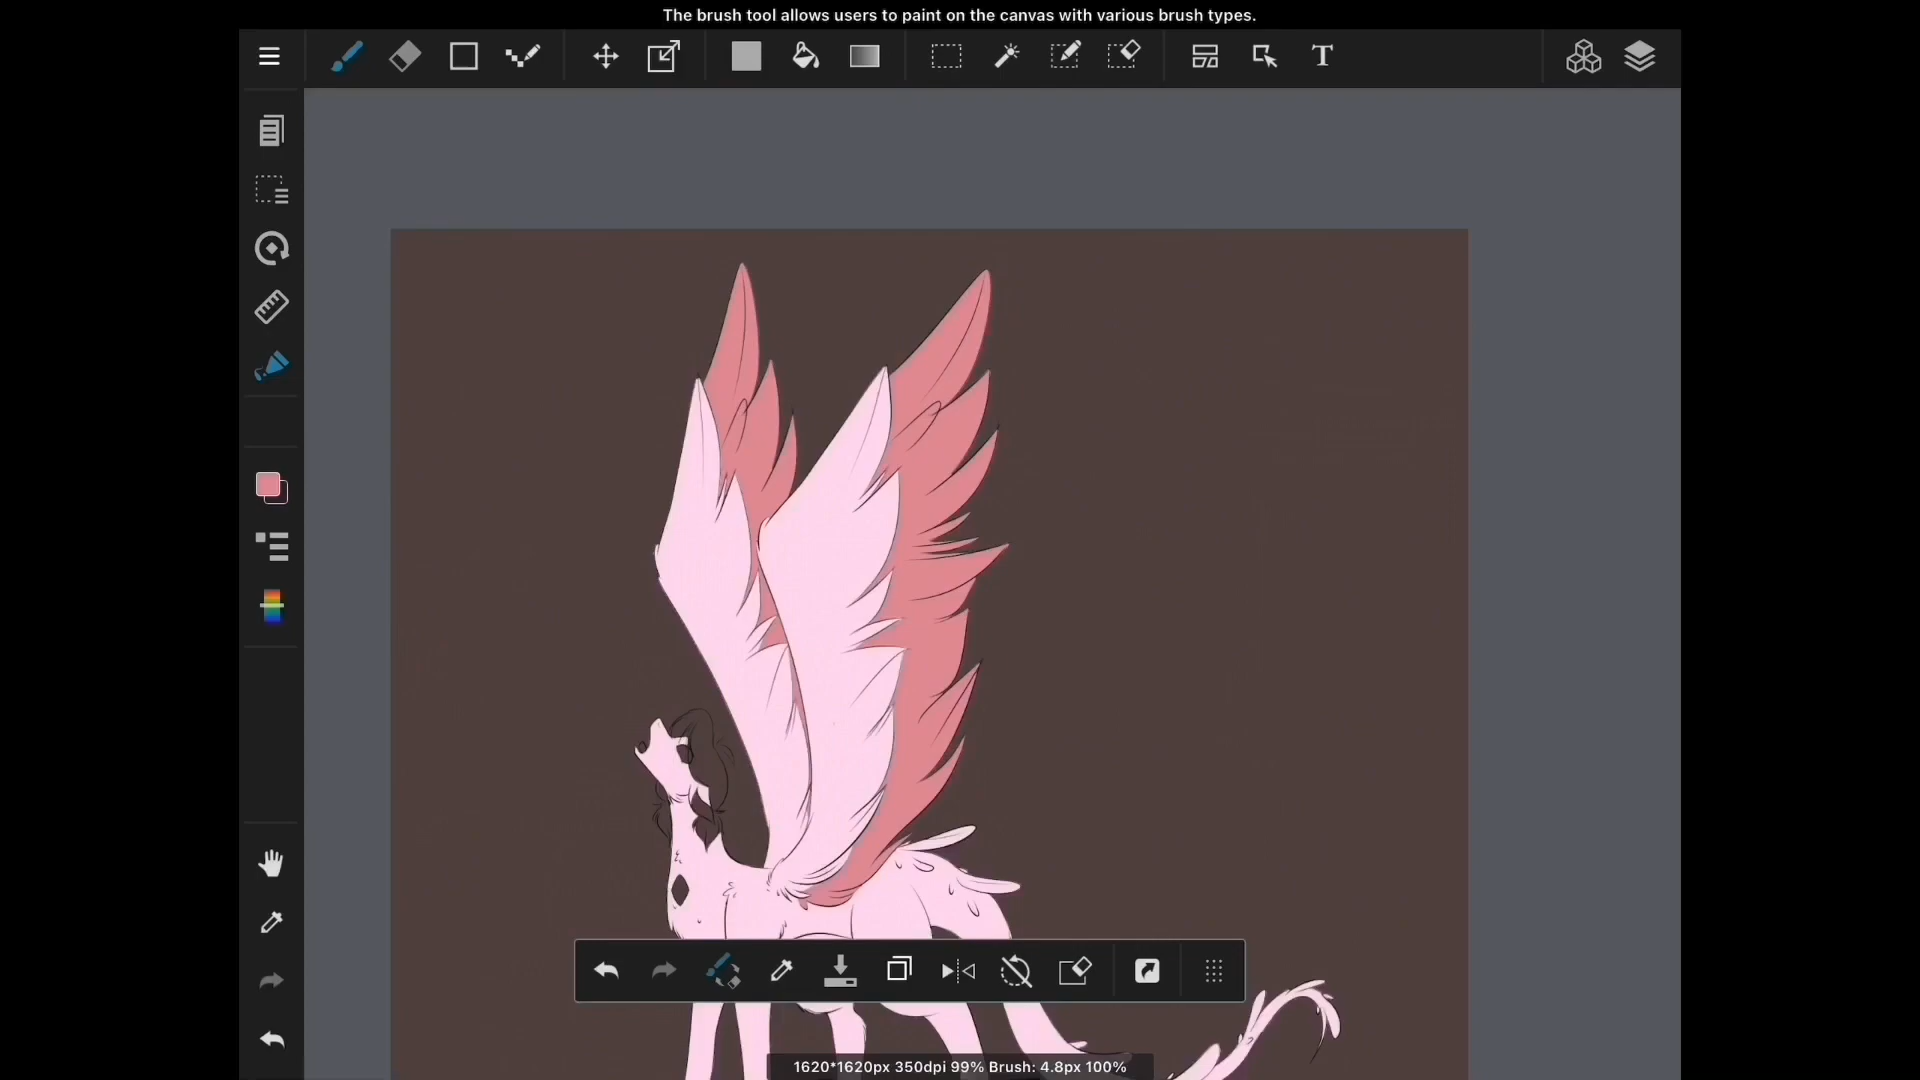 The brush tool allows users to paint on the canvas with various brush types.
T
1620*1620px 350dpi 99% Brush: 4.8px 100%